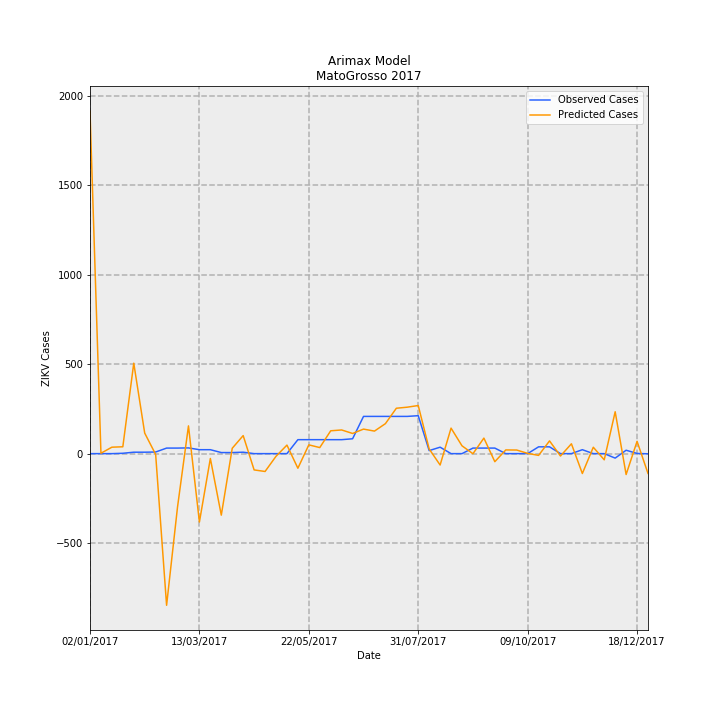 Arimax Model
MatoGrosso 2017
Observed Cases
Predicted Cases
2000
1500
1000
500
0
−500
ZIKV Cases
02/01/2017
13/03/2017
22/05/2017
31/07/2017
09/10/2017
18/12/2017
Date